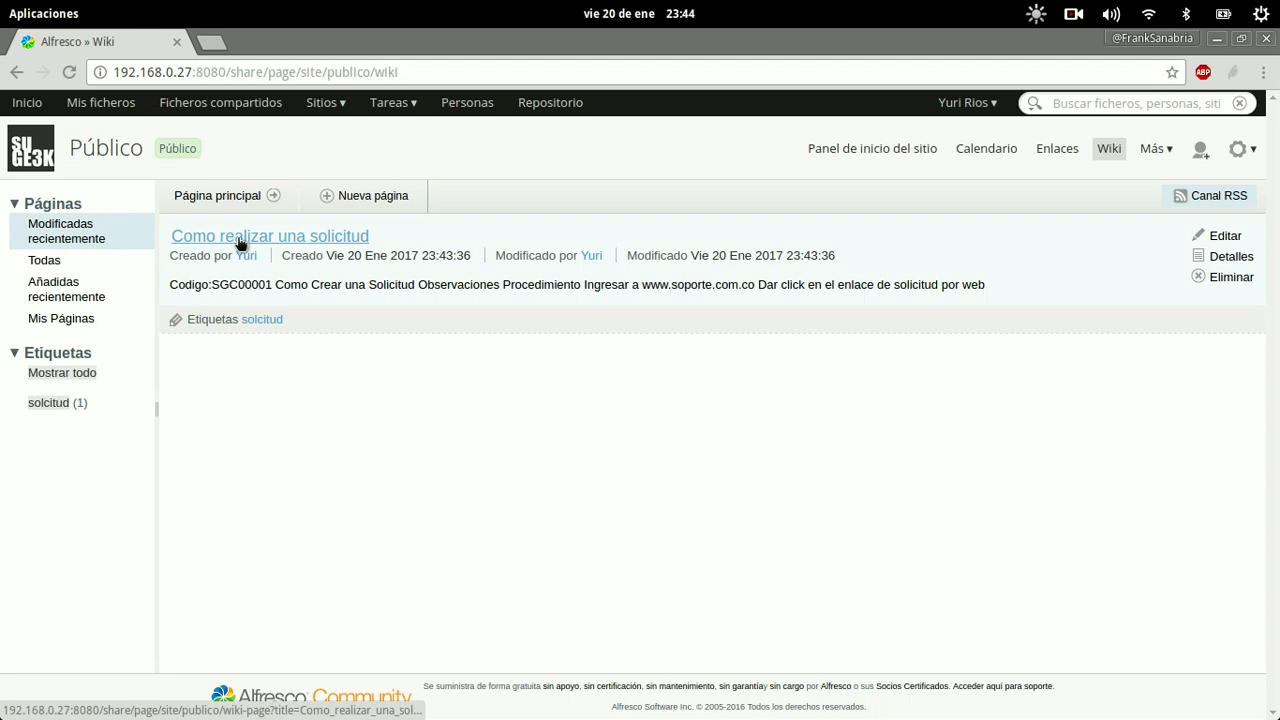 Aplicaciones
vie 20 de ene 23:44
Alfresco » Wiki
@FrankSanabria
192.168.0.27:8080/share/page/site/publico/wiki
ABP
Inicio Mis ficheros Ficheros compartidos Sitios ▾ Tareas ▾ Personas Repositorio
Yuri Rios ▾ Buscar ficheros, personas, siti
SU GE3K
Público Público
Panel de inicio del sitio Calendario Enlaces Wiki Más ▾
Páginas
Modificadas recientemente
Todas
Añadidas recientemente
Mis Páginas
Etiquetas
Mostrar todo
solcitud (1)
Página principal Nueva página Canal RSS
Como realizar una solicitud
Creado por Yuri Creado Vie 20 Ene 2017 23:43:36 Modificado por Yuri Modificado Vie 20 Ene 2017 23:43:36
Codigo:SGC00001 Como Crear una Solicitud Observaciones Procedimiento Ingresar a www.soporte.com.co Dar click en el enlace de solicitud por web
Etiquetas solcitud
Editar
Detalles
Eliminar
Alfresco Community
Se suministra de forma gratuita sin apoyo, sin certificación, sin mantenimiento, sin garantíay sin cargo por Alfresco o sus Socios Certificados. Acceder aquí para soporte.
Alfresco Software Inc. © 2005-2016 Todos los derechos reservados.
192.168.0.27:8080/share/page/site/publico/wiki-page?title=Como_realizar_una_sol...